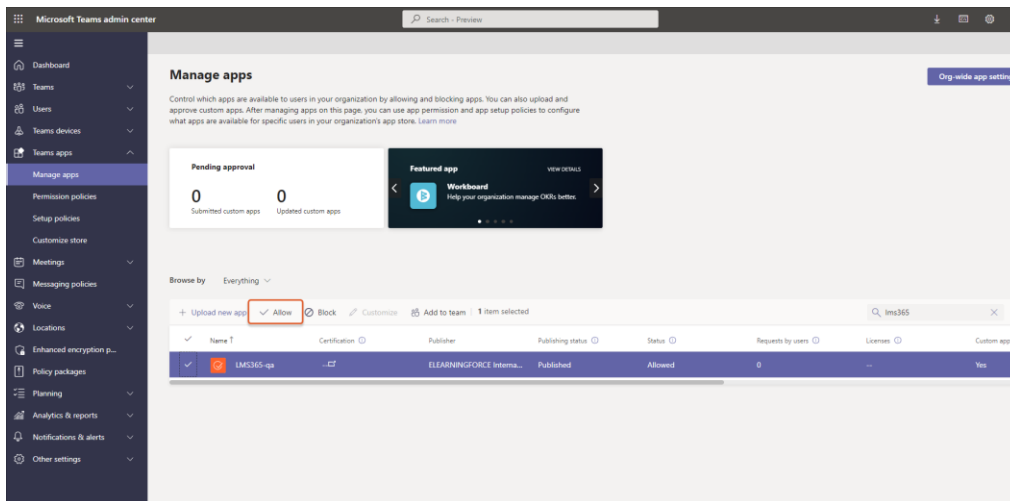 Microsoft Teams admin center
Search - Preview
Dashboard
Teams
Users
Teams devices
Teams apps
Manage apps
Permission policies
Setup policies
Customize store
Meetings
Messaging policies
Voice
Locations
Enhanced encryption p...
Policy packages
Planning
Analytics & reports
Notifications & alerts
Other settings
Manage apps
Org-wide app setting
Control which apps are available to users in your organization by allowing and blocking apps. You can also upload and
approve custom apps. After managing apps on this page, you can use app permission and app setup policies to configure
what apps are available for specific users in your organization's app store. Learn more
Pending approval
0 0
Submitted custom apps Updated custom apps
Featured app VIEW DETAILS
Workboard
Help your organization manage OKRs better.
Browse by Everything
+ Upload new app Allow Block Customize Add to team 1 item selected
lms365
Name ↑ Certification Publisher Publishing status Status Requests by users Licenses Custom app
LMS365-qa ... ELEARNINGFORCE Interna... Published Allowed 0 -- Yes